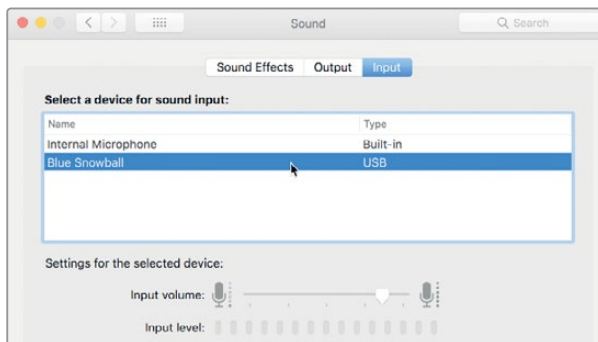 Sound
Search
Sound Effects Output Input
Select a device for sound input:
Name Type
Internal Microphone Built-in
Blue Snowball USB
Settings for the selected device:
Input volume:
Input level: